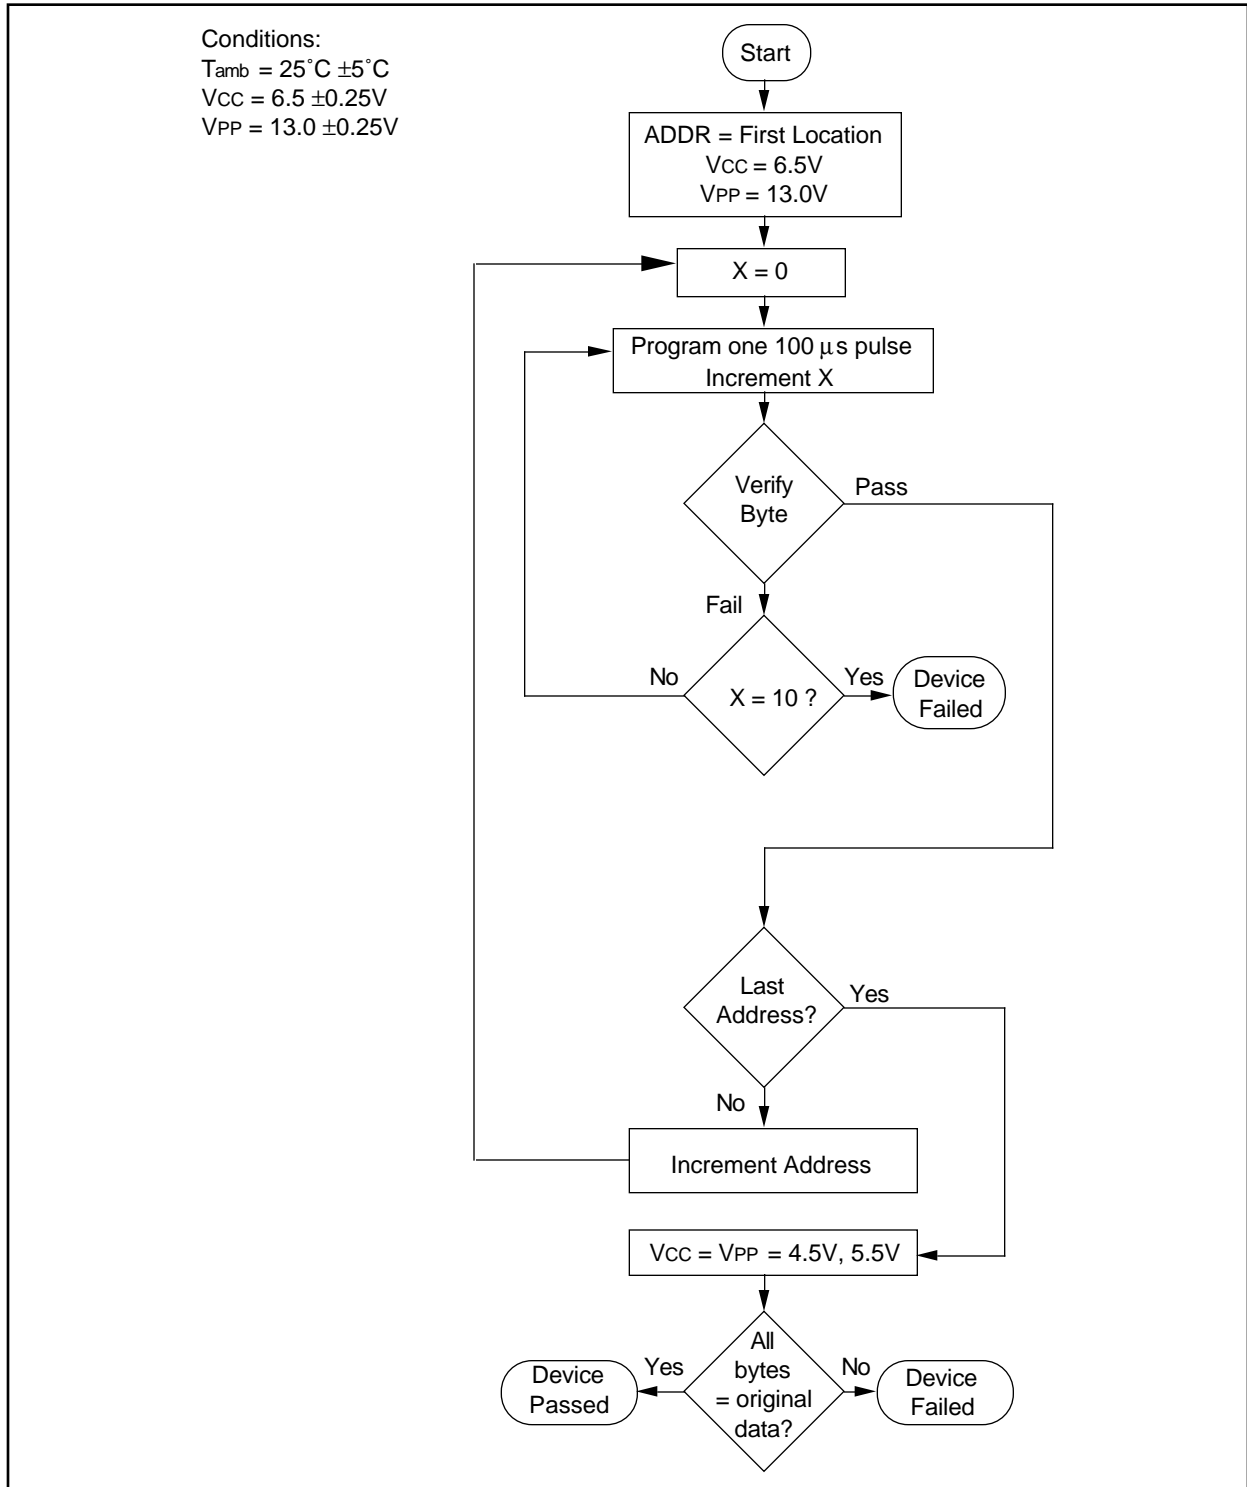 Conditions:
Tamb = 25˚C ±5˚C
VCC = 6.5 ±0.25V
VPP = 13.0 ±0.25V
Start
ADDR = First Location
VCC = 6.5V
VPP = 13.0V
X = 0
Program one 100 µs pulse
Increment X
Verify
Byte
Pass
Fail
X = 10 ?
No
Yes
Device
Failed
Last
Address?
Yes
No
Increment Address
VCC = VPP = 4.5V, 5.5V
All
bytes
= original
data?
Yes
Device
Passed
No
Device
Failed